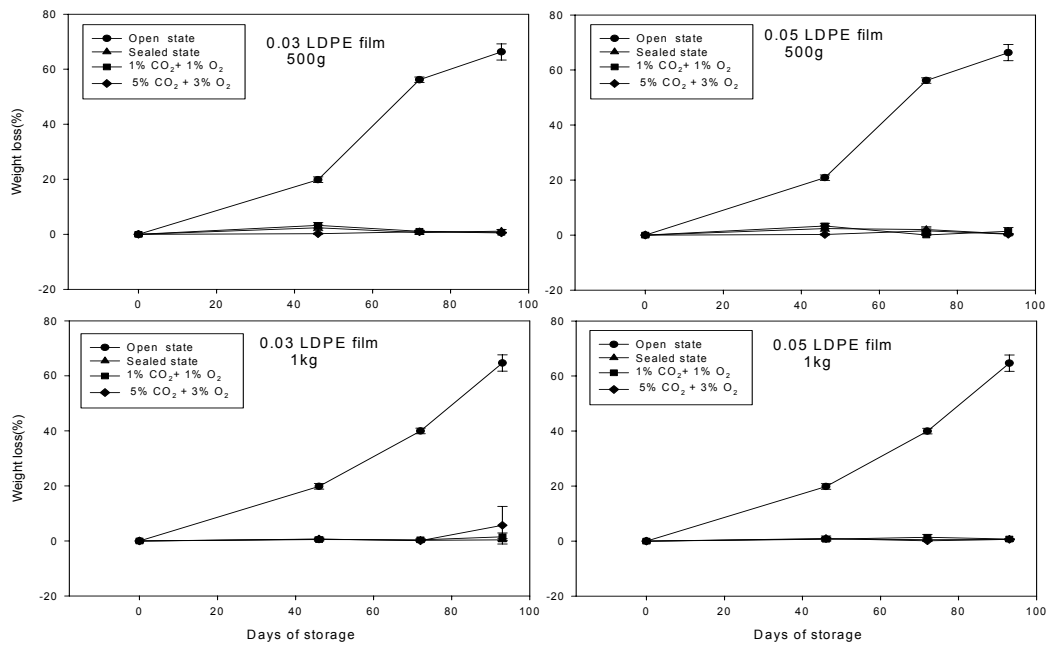 80
60
40
20
0
-20
Weight loss(%)
Open state
Sealed state
1% CO₂+ 1% O₂
5% CO₂ + 3% O₂
0.03 LDPE film
500g
0 20 40 60 80 100
80
60
40
20
0
-20
Open state
Sealed state
1% CO₂+ 1% O₂
5% CO₂ + 3% O₂
0.05 LDPE film
500g
0 20 40 60 80 100
80
60
40
20
0
-20
Weight loss(%)
Open state
Sealed state
1% CO₂+ 1% O₂
5% CO₂ + 3% O₂
0.03 LDPE film
1kg
0 20 40 60 80 100
Days of storage
80
60
40
20
0
-20
Open state
Sealed state
1% CO₂+ 1% O₂
5% CO₂ + 3% O₂
0.05 LDPE film
1kg
0 20 40 60 80 100
Days of storage